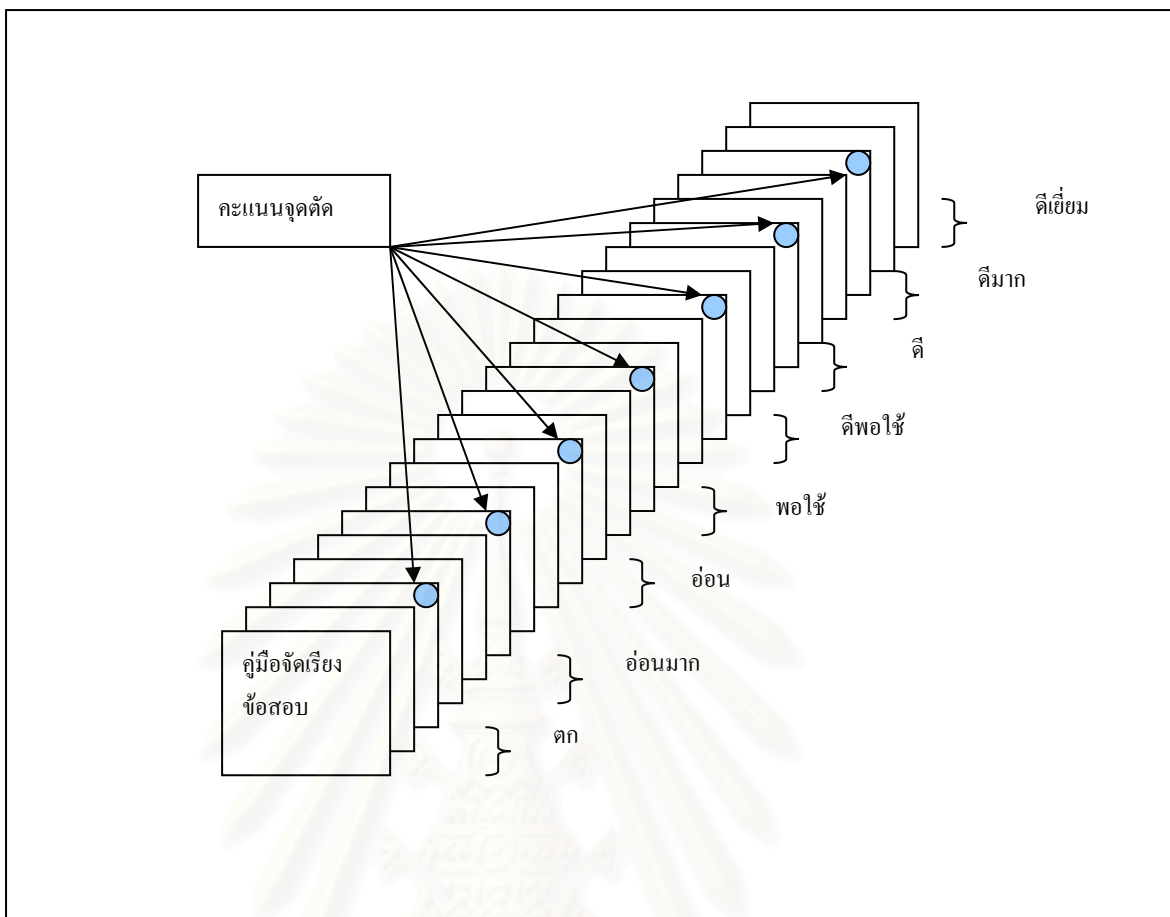 คะแนนจุดตัด
ดีเยี่ยม
ดีมาก
ดี
ดีพอใช้
พอใช้
อ่อน
อ่อนมาก
คู่มือจัดเรียง
ข้อสอบ
ตก